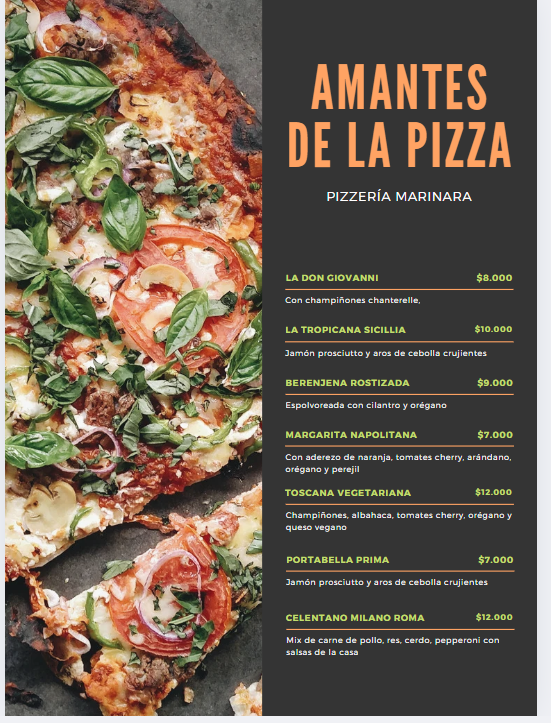 AMANTES
DE LA PIZZA
PIZZERÍA MARINARA
LA DON GIOVANNI $8.000
Con champiñones chanterelle,
LA TROPICANA SICILLIA $10.000
Jamón prosciutto y aros de cebolla crujientes
BERENJENA ROSTIZADA $9.000
Espolvoreada con cilantro y orégano
MARGARITA NAPOLITANA $7.000
Con aderezo de naranja, tomates cherry, arándano,
orégano y perejil
TOSCANA VEGETARIANA $12.000
Champiñones, albahaca, tomates cherry, orégano y
queso vegano
PORTABELLA PRIMA $7.000
Jamón prosciutto y aros de cebolla crujientes
CELENTANO MILANO ROMA $12.000
Mix de carne de pollo, res, cerdo, pepperoni con
salsas de la casa